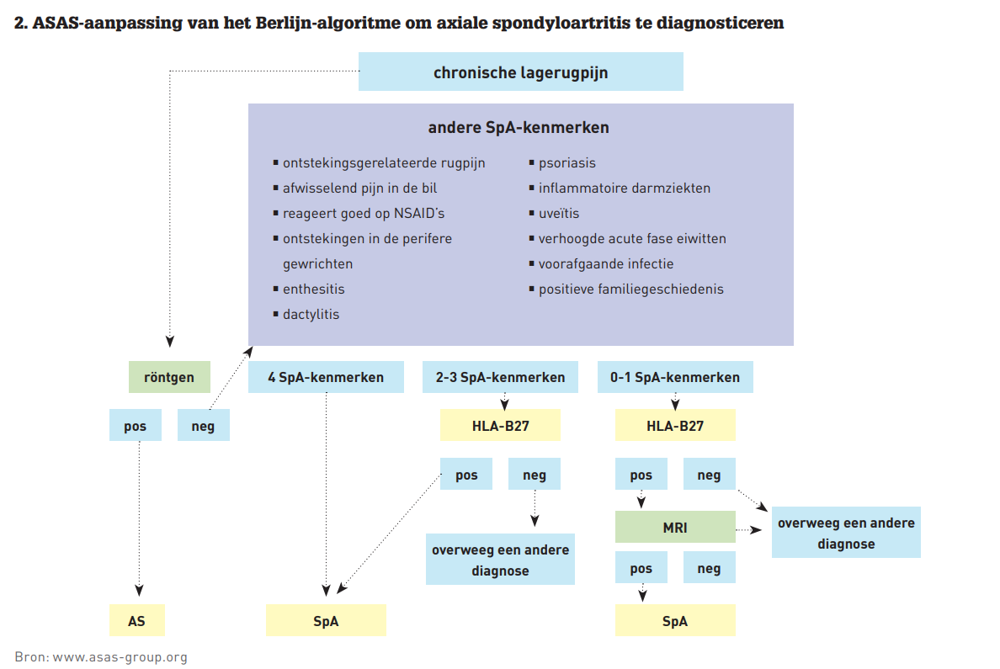 2. ASAS-aanpassing van het Berlijn-algoritme om axiale spondyloartritis te diagnosticeren
chronische lagerugpijn
andere SpA-kenmerken
▪ ontstekingsgerelateerde rugpijn
▪ afwisselend pijn in de bil
▪ reageert goed op NSAID’s
▪ ontstekingen in de perifere
gewrichten
▪ enthesitis
▪ dactylitis
▪ psoriasis
▪ inflammatoire darmziekten
▪ uveïtis
▪ verhoogde acute fase eiwitten
▪ voorafgaande infectie
▪ positieve familiegeschiedenis
röntgen
pos
neg
AS
4 SpA-kenmerken
SpA
2-3 SpA-kenmerken
HLA-B27
pos
neg
overweeg een andere
diagnose
0-1 SpA-kenmerken
HLA-B27
pos
neg
MRI
overweeg een andere
diagnose
pos
neg
SpA
Bron: www.asas-group.org